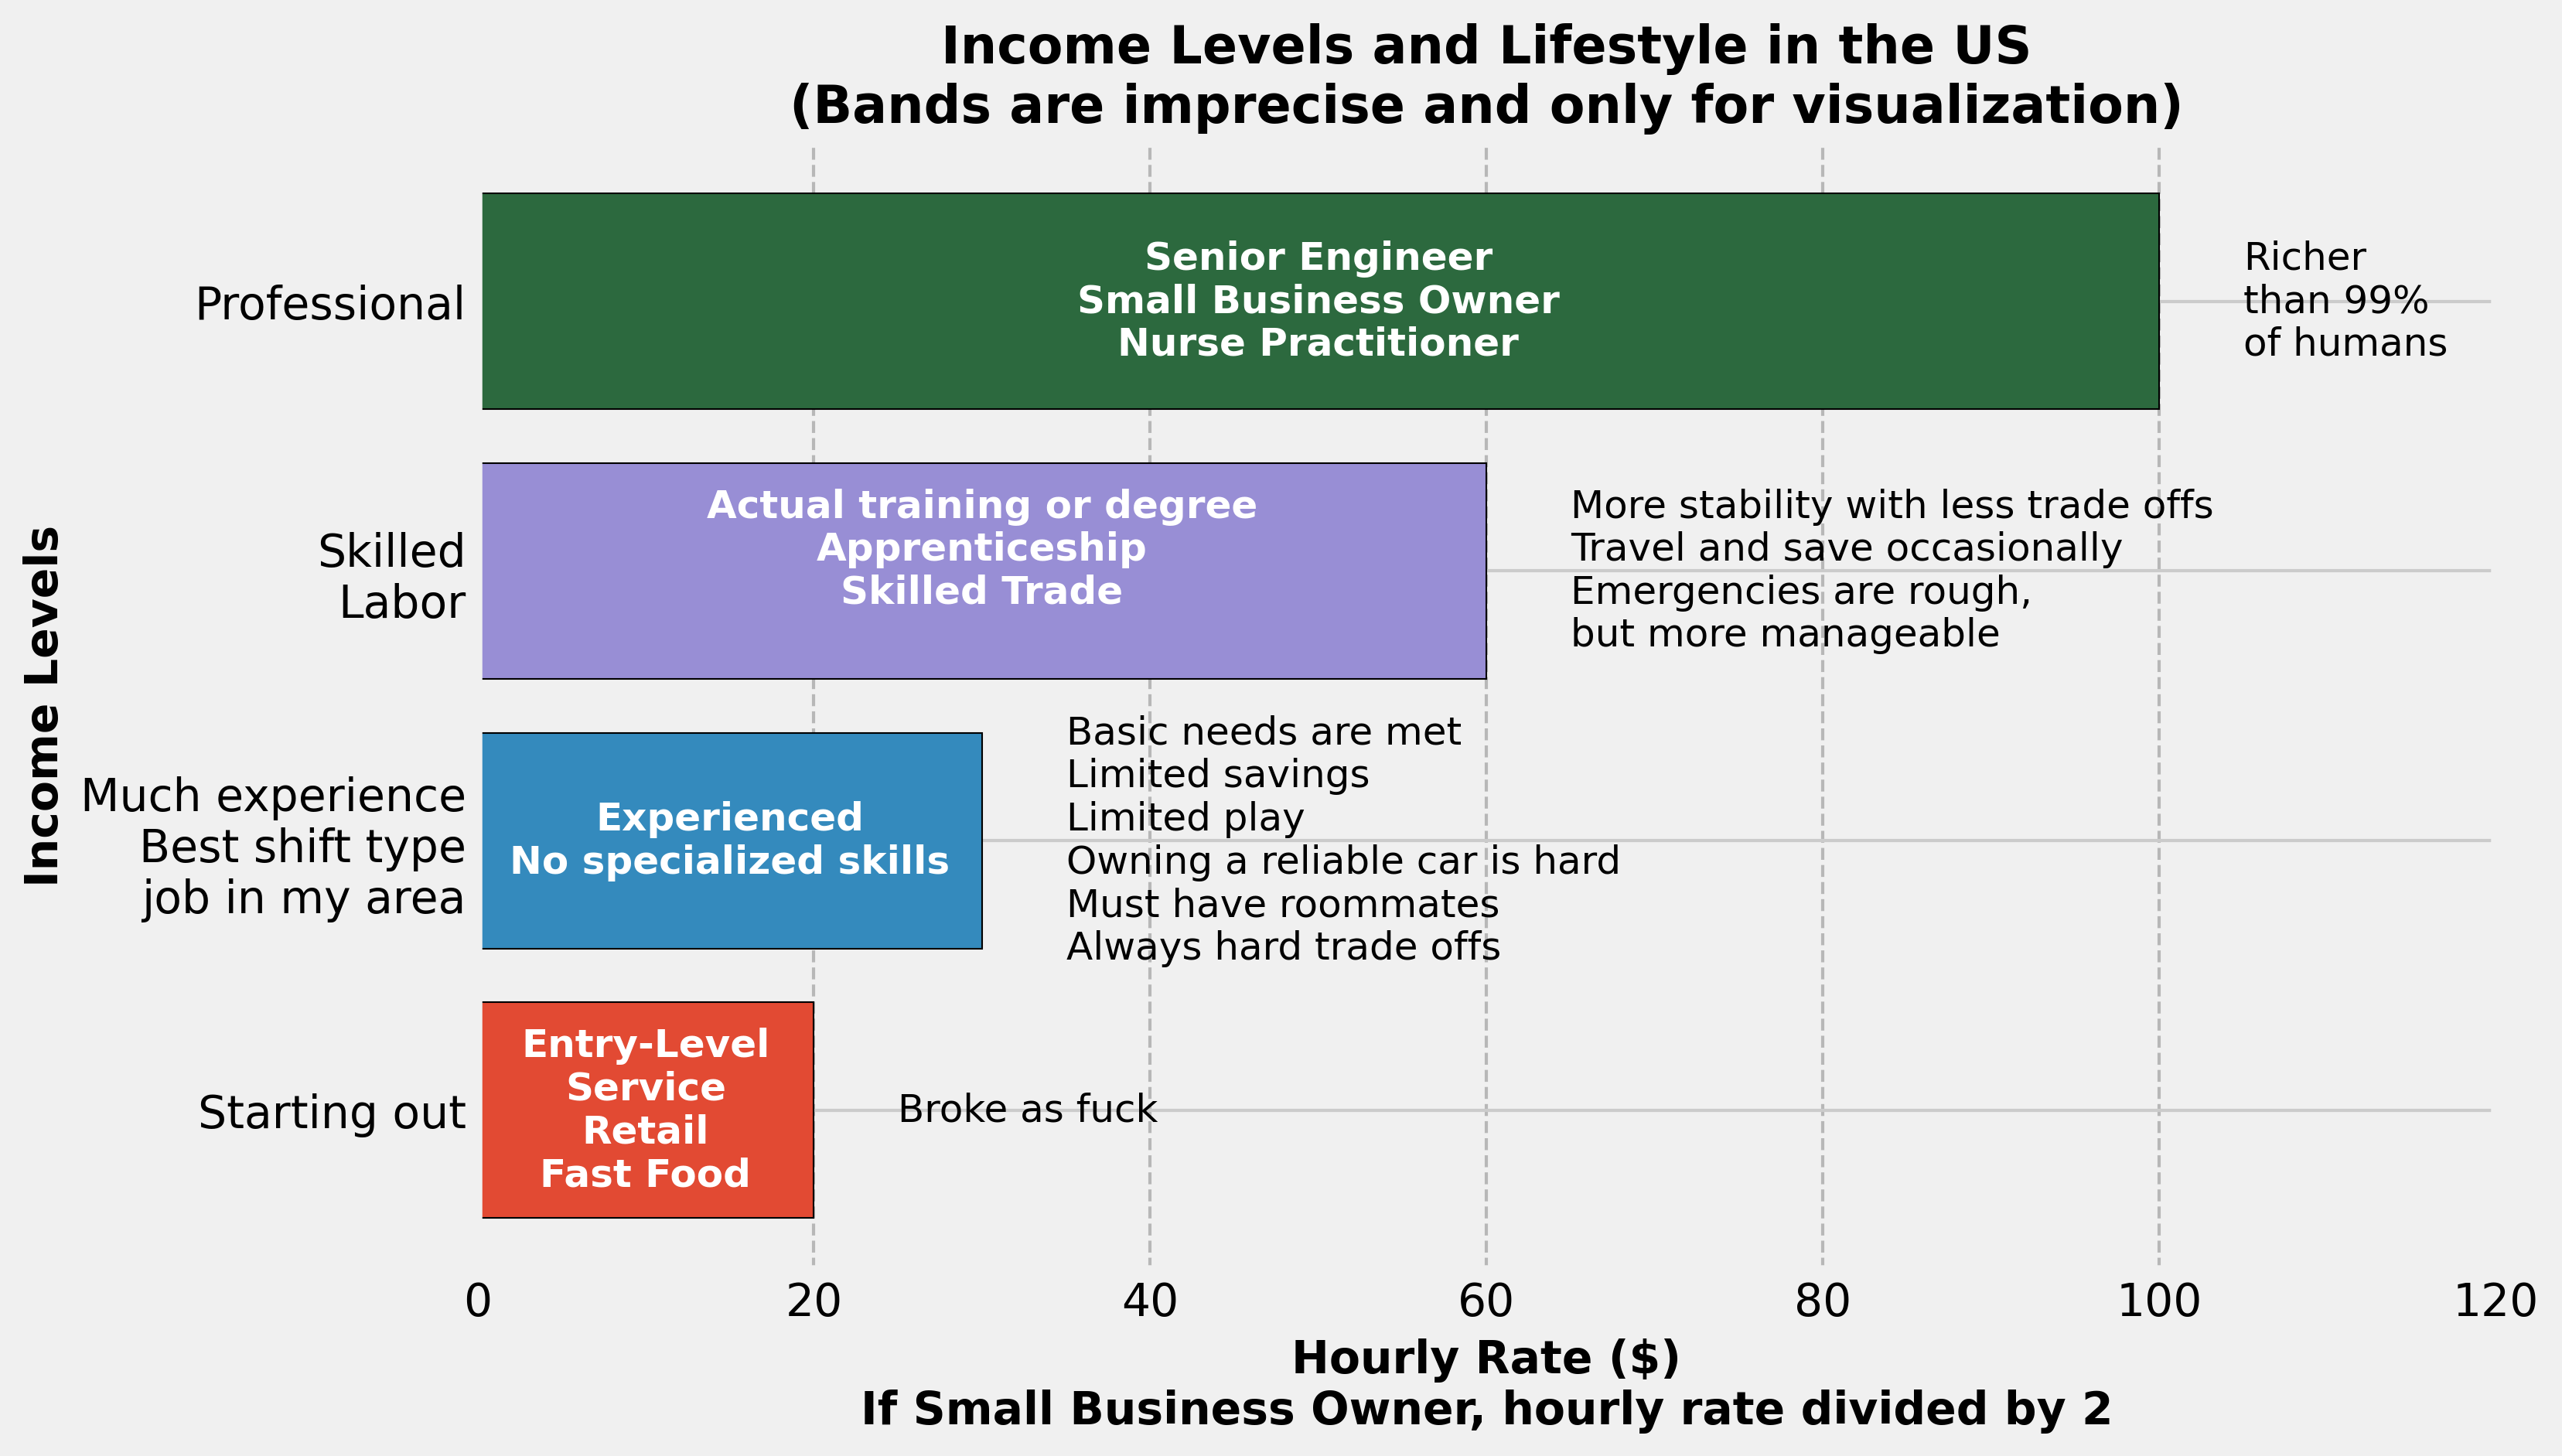 Income Levels and Lifestyle in the US
(Bands are imprecise and only for visualization)
Income Levels
Professional
Senior Engineer
Small Business Owner
Nurse Practitioner
Richer
than 99%
of humans
Skilled
Labor
Actual training or degree
Apprenticeship
Skilled Trade
More stability with less trade offs
Travel and save occasionally
Emergencies are rough,
but more manageable
Much experience
Best shift type
job in my area
Experienced
No specialized skills
Basic needs are met
Limited savings
Limited play
Owning a reliable car is hard
Must have roommates
Always hard trade offs
Starting out
Entry-Level
Service
Retail
Fast Food
Broke as fuck
0 20 40 60 80 100 120
Hourly Rate ($)
If Small Business Owner, hourly rate divided by 2